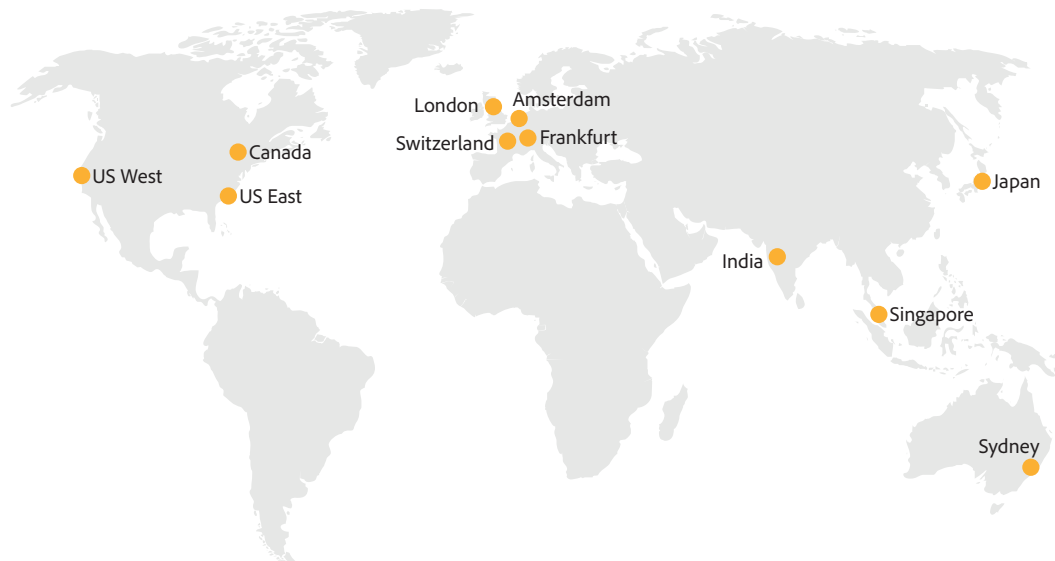 London
Amsterdam
Switzerland
Frankfurt
Canada
US West
US East
Japan
India
Singapore
Sydney